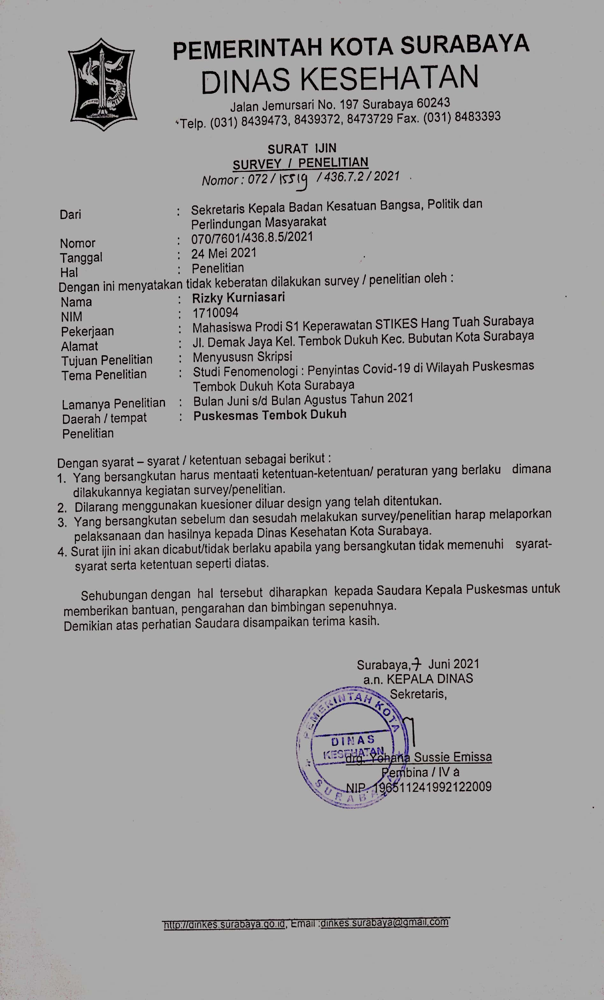 PEMERINTAH KOTA SURABAYA
DINAS KESEHATAN
Jalan Jemursari No. 197 Surabaya 60243
Telp. (031) 8439473, 8439372, 8473729 Fax. (031) 8483393
SURAT IJIN
SURVEY / PENELITIAN
Nomor : 072 / 15519 / 436.7.2 / 2021
Dari : Sekretaris Kepala Badan Kesatuan Bangsa, Politik dan
Perlindungan Masyarakat
Nomor : 070/7601/436.8.5/2021
Tanggal : 24 Mei 2021
Hal : Penelitian
Dengan ini menyatakan tidak keberatan dilakukan survey / penelitian oleh :
Nama : Rizky Kurniasari
NIM : 1710094
Pekerjaan : Mahasiswa Prodi S1 Keperawatan STIKES Hang Tuah Surabaya
Alamat : Jl. Demak Jaya Kel. Tembok Dukuh Kec. Bubutan Kota Surabaya
Tujuan Penelitian : Menyususn Skripsi
Tema Penelitian : Studi Fenomenologi : Penyintas Covid-19 di Wilayah Puskesmas
Tembok Dukuh Kota Surabaya
Lamanya Penelitian : Bulan Juni s/d Bulan Agustus Tahun 2021
Daerah / tempat : Puskesmas Tembok Dukuh
Penelitian
Dengan syarat – syarat / ketentuan sebagai berikut :
1. Yang bersangkutan harus mentaati ketentuan-ketentuan/ peraturan yang berlaku dimana
dilakukannya kegiatan survey/penelitian.
2. Dilarang menggunakan kuesioner diluar design yang telah ditentukan.
3. Yang bersangkutan sebelum dan sesudah melakukan survey/penelitian harap melaporkan
pelaksanaan dan hasilnya kepada Dinas Kesehatan Kota Surabaya.
4. Surat ijin ini akan dicabut/tidak berlaku apabila yang bersangkutan tidak memenuhi syarat-
syarat serta ketentuan seperti diatas.
Sehubungan dengan hal tersebut diharapkan kepada Saudara Kepala Puskesmas untuk
memberikan bantuan, pengarahan dan bimbingan sepenuhnya.
Demikian atas perhatian Saudara disampaikan terima kasih.
Surabaya, 7 Juni 2021
a.n. KEPALA DINAS
Sekretaris,
PEMERINTAH KOTA
DINAS
KESEHATAN
SURABAYA
drg. Yohana Sussie Emissa
Pembina / IV a
NIP. 196511241992122009
http://dinkes.surabaya.go.id, Email :dinkes.surabaya@gmail,com